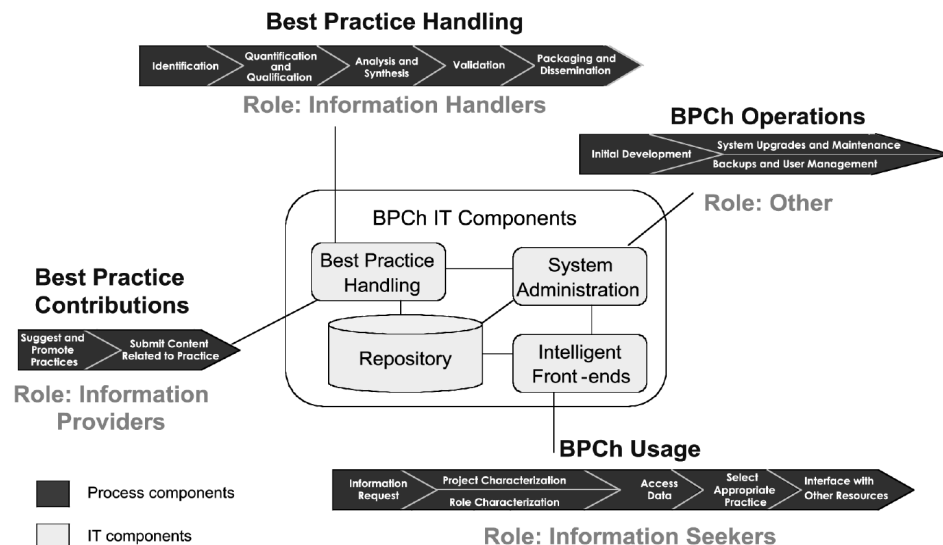 Best Practice Handling
Identification
Quantification
and
Qualification
Analysis and
Synthesis
Validation
Packaging and
Dissemination
Role: Information Handlers
BPCh Operations
Initial Development
System Upgrades and Maintenance
Backups and User Management
Role: Other
BPCh IT Components
Best Practice
Handling
System
Administration
Repository
Intelligent
Front-ends
Best Practice
Contributions
Suggest and
Promote
Practices
Submit Content
Related to Practice
Role: Information
Providers
BPCh Usage
Information
Request
Project Characterization
Role Characterization
Access
Data
Select
Appropriate
Practice
Interface with
Other Resources
Role: Information Seekers
Process components
IT components